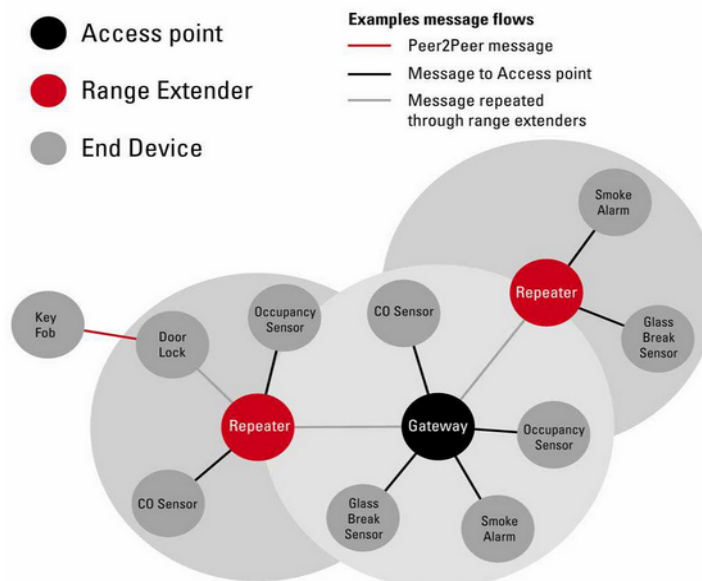 Access point
Range Extender
End Device
Examples message flows
Peer2Peer message
Message to Access point
Message repeated
through range extenders
Smoke
Alarm
Repeater
Glass
Break
Sensor
Key
Fob
Door
Lock
Occupancy
Sensor
CO Sensor
Repeater
Gateway
Occupancy
Sensor
CO Sensor
Glass
Break
Sensor
Smoke
Alarm